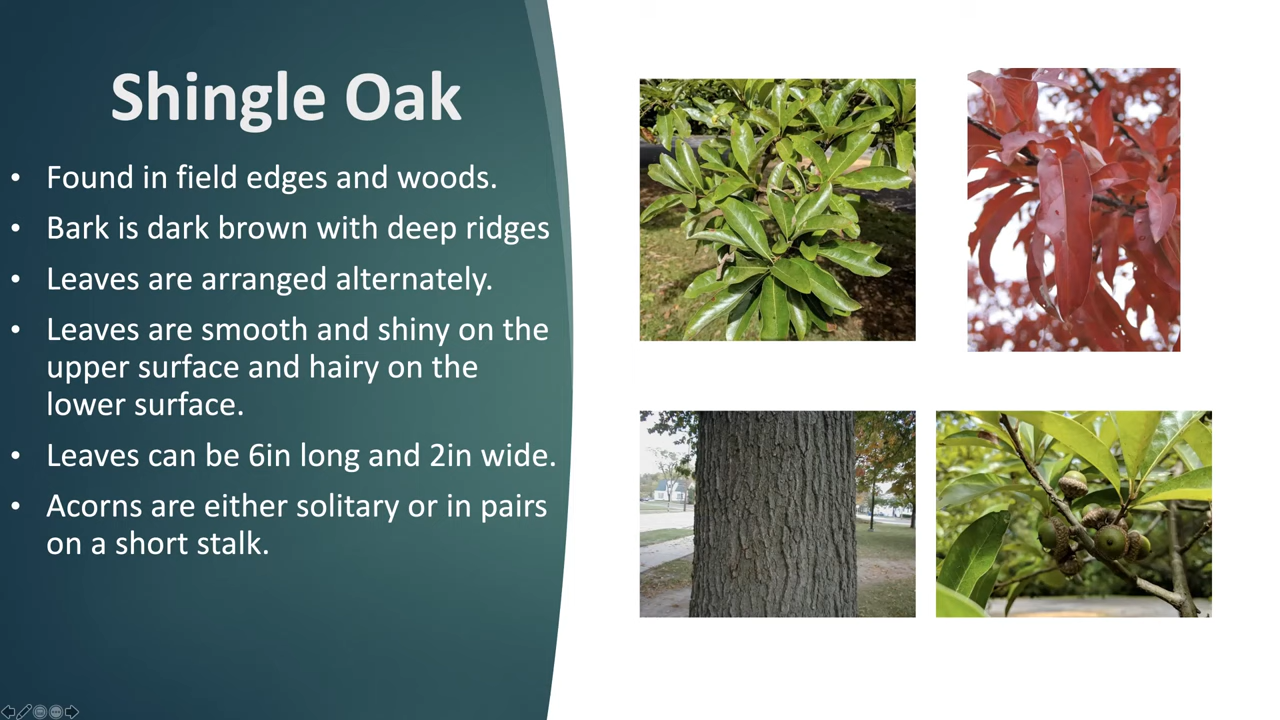 Shingle Oak
• Found in field edges and woods.
• Bark is dark brown with deep ridges
• Leaves are arranged alternately.
• Leaves are smooth and shiny on the
upper surface and hairy on the
lower surface.
• Leaves can be 6in long and 2in wide.
• Acorns are either solitary or in pairs
on a short stalk.